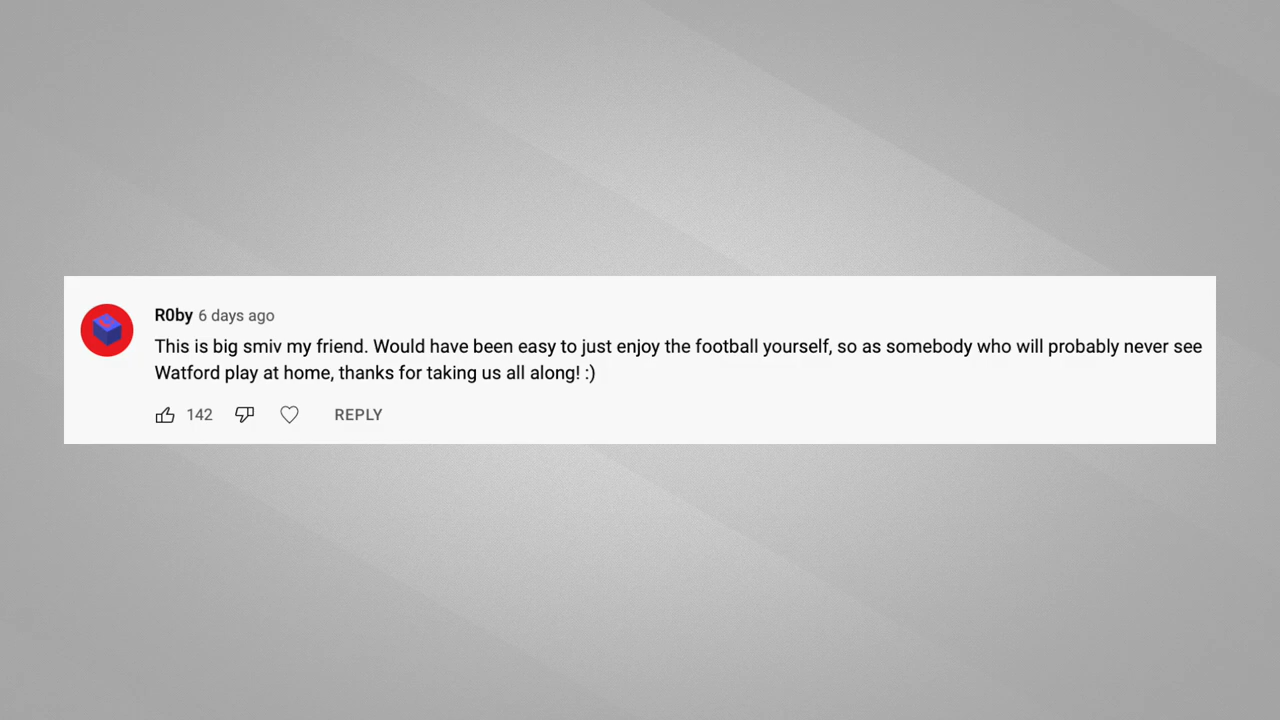 R0by 6 days ago
This is big smiv my friend. Would have been easy to just enjoy the football yourself, so as somebody who will probably never see
Watford play at home, thanks for taking us all along! :)
142 REPLY